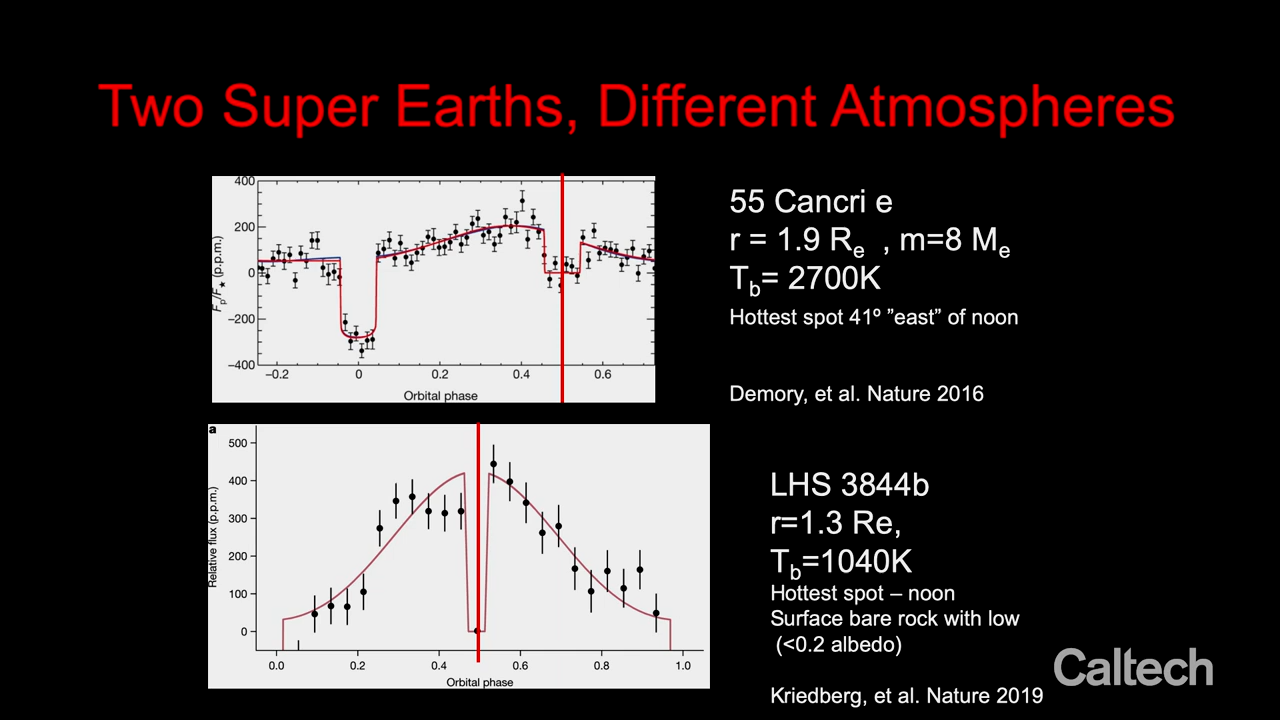 Two Super Earths, Different Atmospheres
400
200
0
−200
−400
Fp/F★ (p.p.m.)
−0.2 0 0.2 0.4 0.6
Orbital phase
55 Cancri e
r = 1.9 Re , m=8 Me
Tb= 2700K
Hottest spot 41º ”east” of noon
Demory, et al. Nature 2016
a
500
400
300
200
100
0
Relative flux (p.p.m.)
0.0 0.2 0.4 0.6 0.8 1.0
Orbital phase
LHS 3844b
r=1.3 Re,
Tb=1040K
Hottest spot – noon
Surface bare rock with low
(<0.2 albedo)
Kriedberg, et al. Nature 2019
Caltech